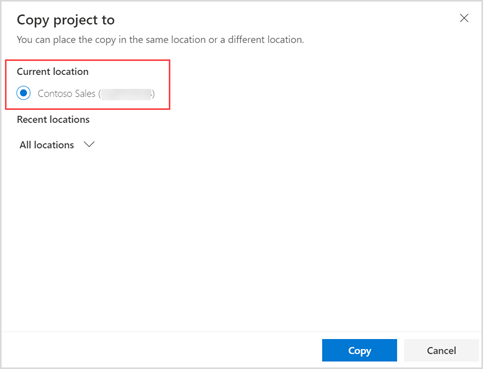 Copy project to
You can place the copy in the same location or a different location.
Current location
Contoso Sales ( )
Recent locations
All locations
Copy
Cancel